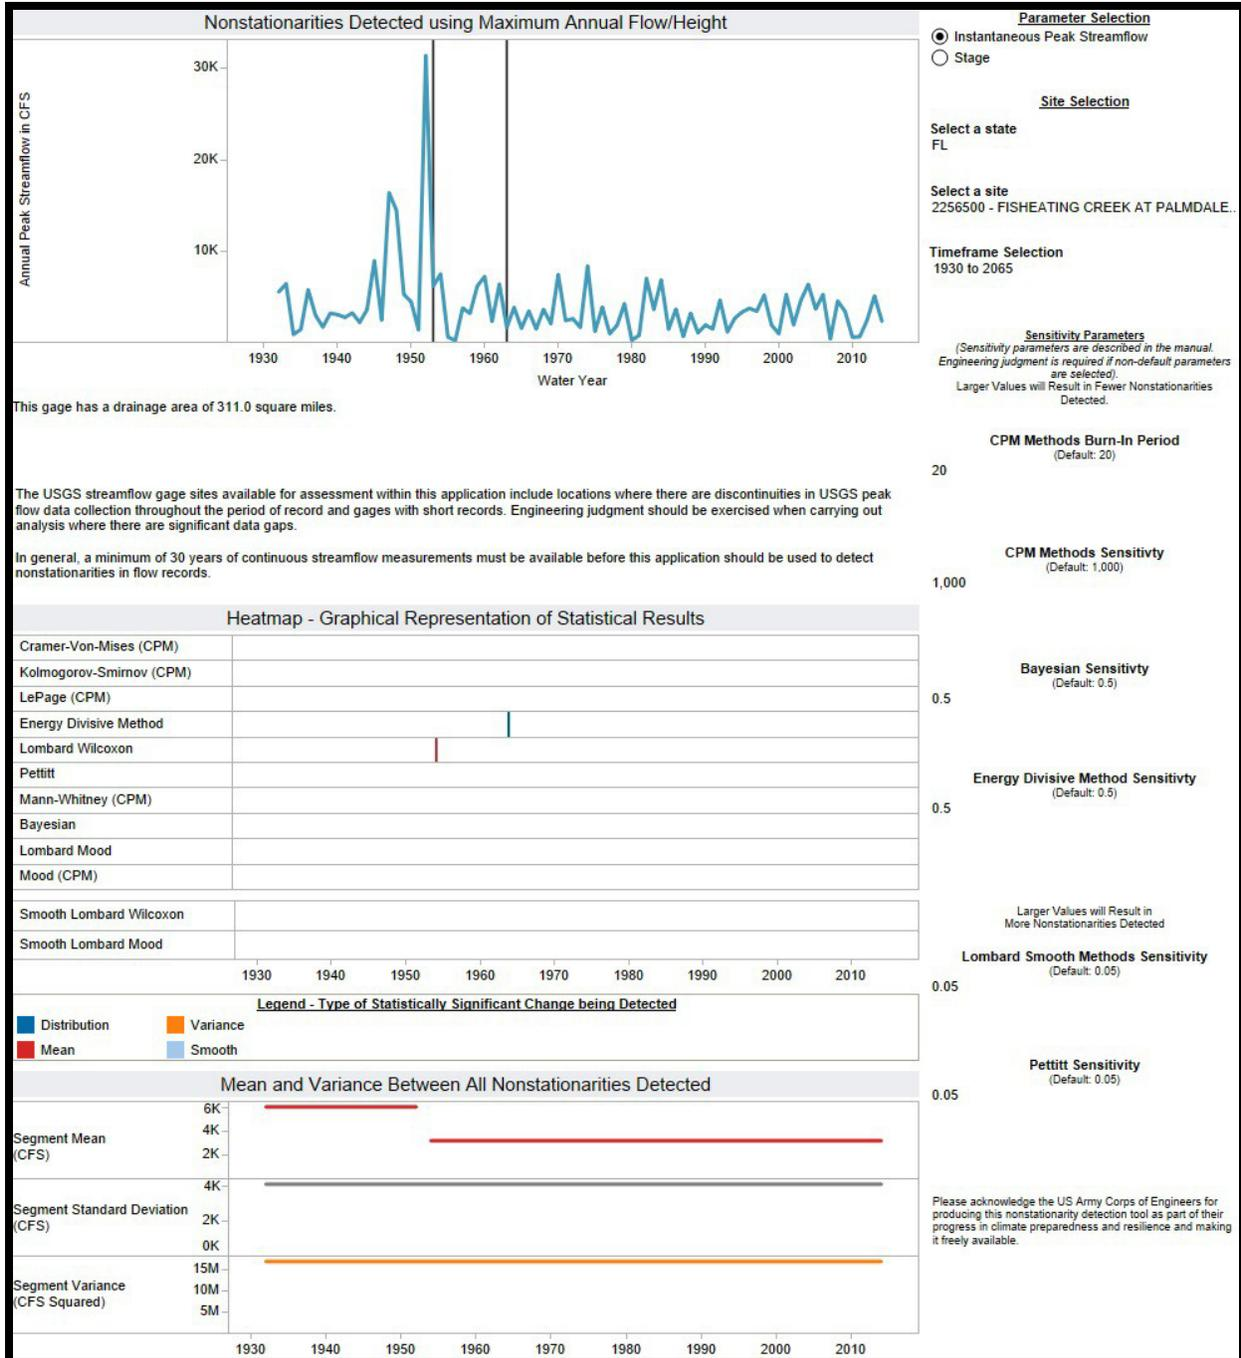 Nonstationarities Detected using Maximum Annual Flow/Height
Annual Peak Streamflow in CFS
30K
20K
10K
1930 1940 1950 1960 1970 1980 1990 2000 2010
Water Year
This gage has a drainage area of 311.0 square miles.
The USGS streamflow gage sites available for assessment within this application include locations where there are discontinuities in USGS peak
flow data collection throughout the period of record and gages with short records. Engineering judgment should be exercised when carrying out
analysis where there are significant data gaps.
In general, a minimum of 30 years of continuous streamflow measurements must be available before this application should be used to detect
nonstationarities in flow records.
Heatmap - Graphical Representation of Statistical Results
Cramer-Von-Mises (CPM)
Kolmogorov-Smirnov (CPM)
LePage (CPM)
Energy Divisive Method
Lombard Wilcoxon
Pettitt
Mann-Whitney (CPM)
Bayesian
Lombard Mood
Mood (CPM)
Smooth Lombard Wilcoxon
Smooth Lombard Mood
1930 1940 1950 1960 1970 1980 1990 2000 2010
Legend - Type of Statistically Significant Change being Detected
Distribution Variance
Mean Smooth
Mean and Variance Between All Nonstationarities Detected
Segment Mean
(CFS)
6K
4K
2K
Segment Standard Deviation
(CFS)
4K
2K
0K
Segment Variance
(CFS Squared)
15M
10M
5M
1930 1940 1950 1960 1970 1980 1990 2000 2010
Parameter Selection
Instantaneous Peak Streamflow
Stage
Site Selection
Select a state
FL
Select a site
2256500 - FISHEATING CREEK AT PALMDALE..
Timeframe Selection
1930 to 2065
Sensitivity Parameters
(Sensitivity parameters are described in the manual.
Engineering judgment is required if non-default parameters
are selected).
Larger Values will Result in Fewer Nonstationarities
Detected.
CPM Methods Burn-In Period
(Default: 20)
20
CPM Methods Sensitivty
(Default: 1,000)
1,000
Bayesian Sensitivty
(Default: 0.5)
0.5
Energy Divisive Method Sensitivty
(Default: 0.5)
0.5
Larger Values will Result in
More Nonstationarities Detected
Lombard Smooth Methods Sensitivity
(Default: 0.05)
0.05
Pettitt Sensitivity
(Default: 0.05)
0.05
Please acknowledge the US Army Corps of Engineers for
producing this nonstationarity detection tool as part of their
progress in climate preparedness and resilience and making
it freely available.